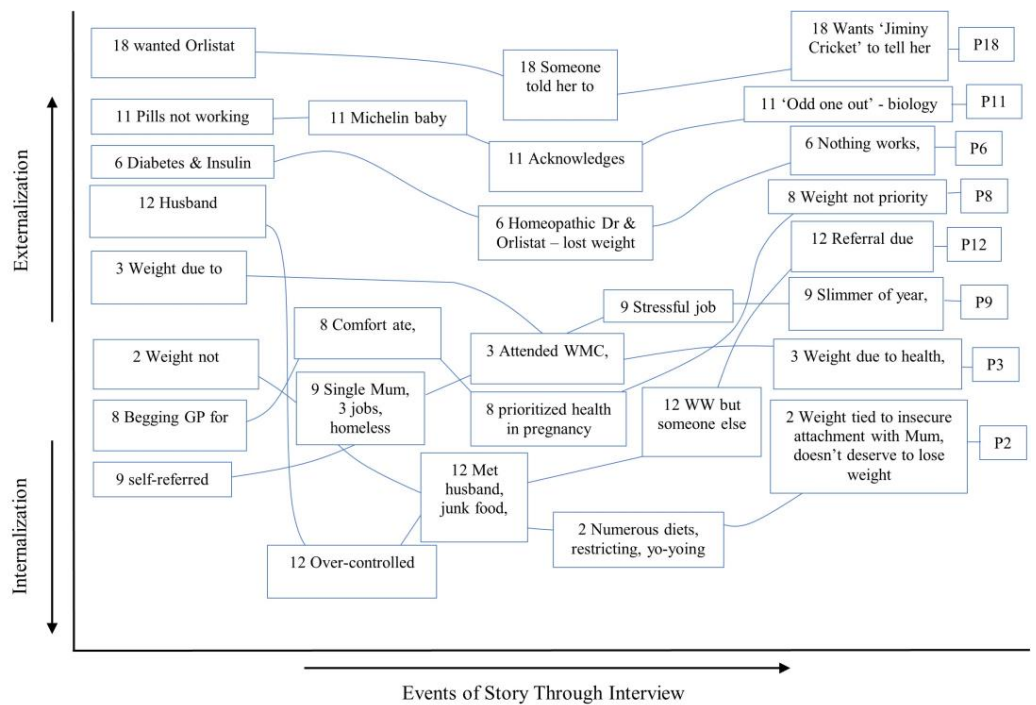 18 wanted Orlistat
18 Someone
told her to
18 Wants ‘Jiminy
Cricket’ to tell her
P18
11 Pills not working
11 Michelin baby
11 Acknowledges
11 ‘Odd one out’ - biology
P11
6 Diabetes & Insulin
6 Homeopathic Dr &
Orlistat – lost weight
6 Nothing works,
P6
12 Husband
8 Weight not priority
P8
12 Referral due
P12
3 Weight due to
9 Stressful job
9 Slimmer of year,
P9
8 Comfort ate,
2 Weight not
3 Attended WMC,
3 Weight due to health,
P3
9 Single Mum,
3 jobs,
homeless
8 Begging GP for
8 prioritized health
in pregnancy
12 WW but
someone else
2 Weight tied to insecure
attachment with Mum,
doesn’t deserve to lose
weight
P2
9 self-referred
12 Met
husband,
junk food,
2 Numerous diets,
restricting, yo-yoing
12 Over-controlled
Externalization
Internalization
Events of Story Through Interview